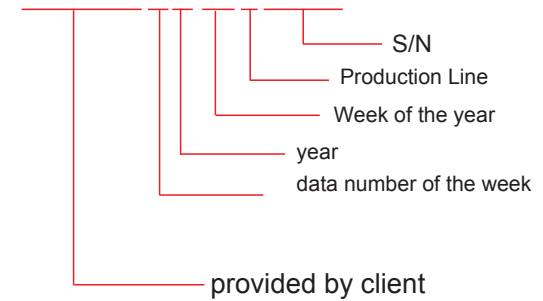 S/N
Production Line
Week of the year
year
data number of the week
provided by client